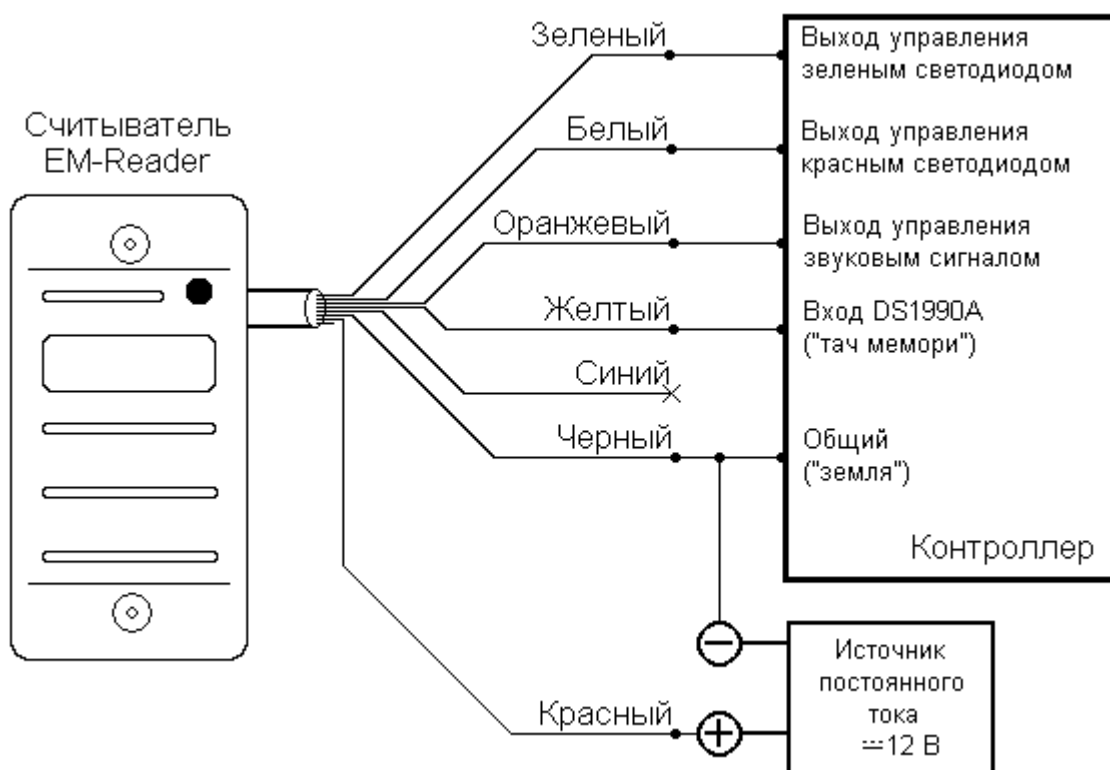 Считыватель
EM-Reader
Зеленый
Белый
Оранжевый
Желтый
Синий
Черный
Красный
Выход управления
зеленым светодиодом
Выход управления
красным светодиодом
Выход управления
звуковым сигналом
Вход DS1990A
("тач мемори")
Общий
("земля")
Контроллер
Источник
постоянного
тока
⎓12 В